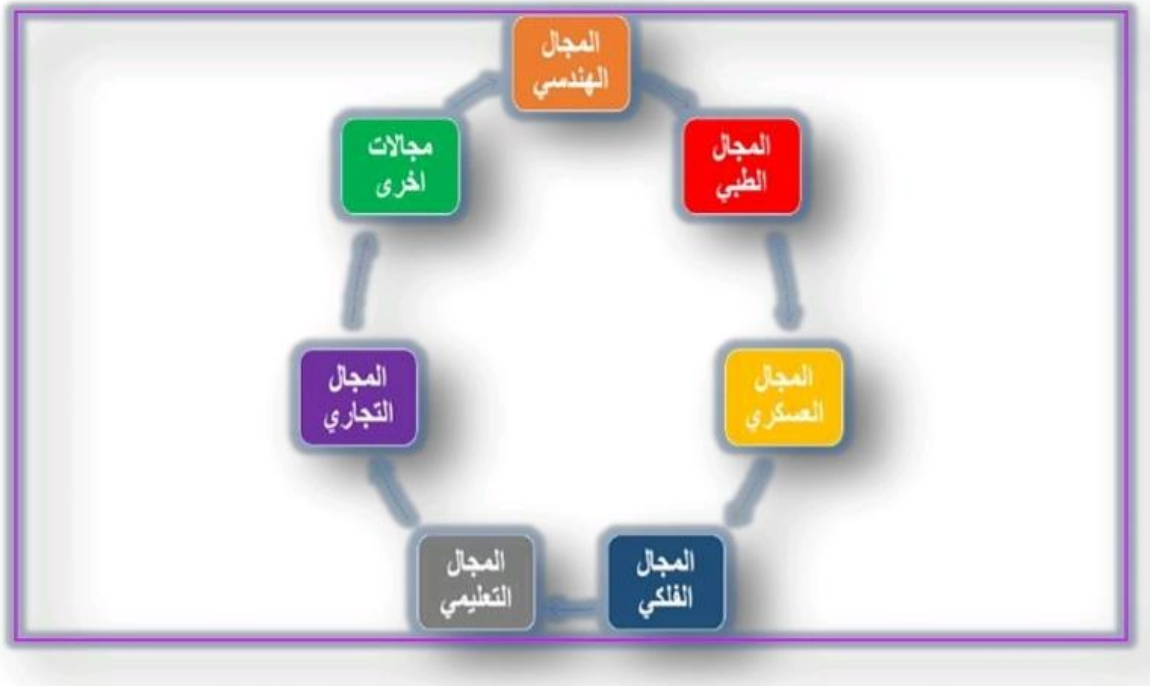 المجال
الهندسي
المجال
الطبي
المجال
العسكري
المجال
الفلكي
المجال
التعليمي
المجال
التجاري
مجالات
اخرى